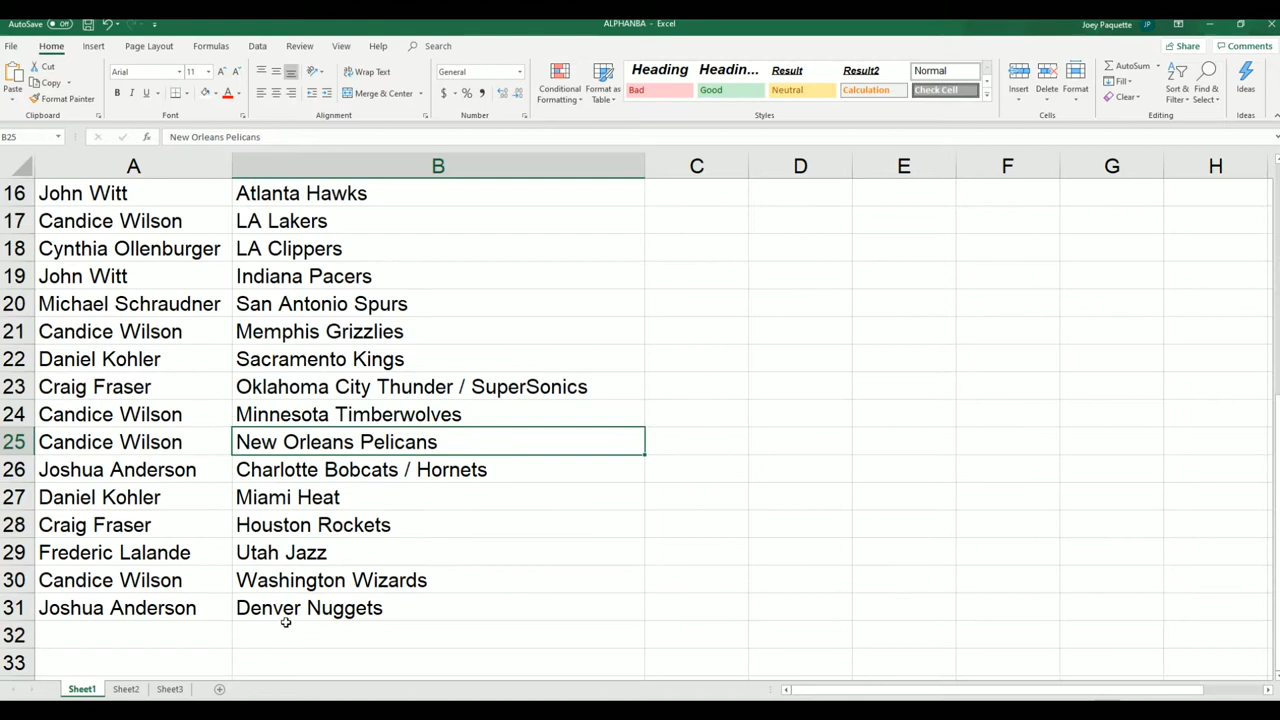 AutoSave Off ALPHANBA - Excel Joey Paquette JP
File Home Insert Page Layout Formulas Data Review View Help Search Share Comments
Cut
Copy
Format Painter
Paste
Clipboard
Arial 11
B I U
Font
Wrap Text
Merge & Center
Alignment
General
$ % ,
Number
Conditional Formatting
Format as Table
Heading Headin... Result Result2 Normal
Bad Good Neutral Calculation Check Cell
Styles
Insert Delete Format
Cells
AutoSum
Fill
Clear
Sort & Filter
Find & Select
Editing
Ideas
Ideas
B25 fx New Orleans Pelicans
A B C D E F G H
16 John Witt Atlanta Hawks
17 Candice Wilson LA Lakers
18 Cynthia Ollenburger LA Clippers
19 John Witt Indiana Pacers
20 Michael Schraudner San Antonio Spurs
21 Candice Wilson Memphis Grizzlies
22 Daniel Kohler Sacramento Kings
23 Craig Fraser Oklahoma City Thunder / SuperSonics
24 Candice Wilson Minnesota Timberwolves
25 Candice Wilson New Orleans Pelicans
26 Joshua Anderson Charlotte Bobcats / Hornets
27 Daniel Kohler Miami Heat
28 Craig Fraser Houston Rockets
29 Frederic Lalande Utah Jazz
30 Candice Wilson Washington Wizards
31 Joshua Anderson Denver Nuggets
32
33
Sheet1 Sheet2 Sheet3